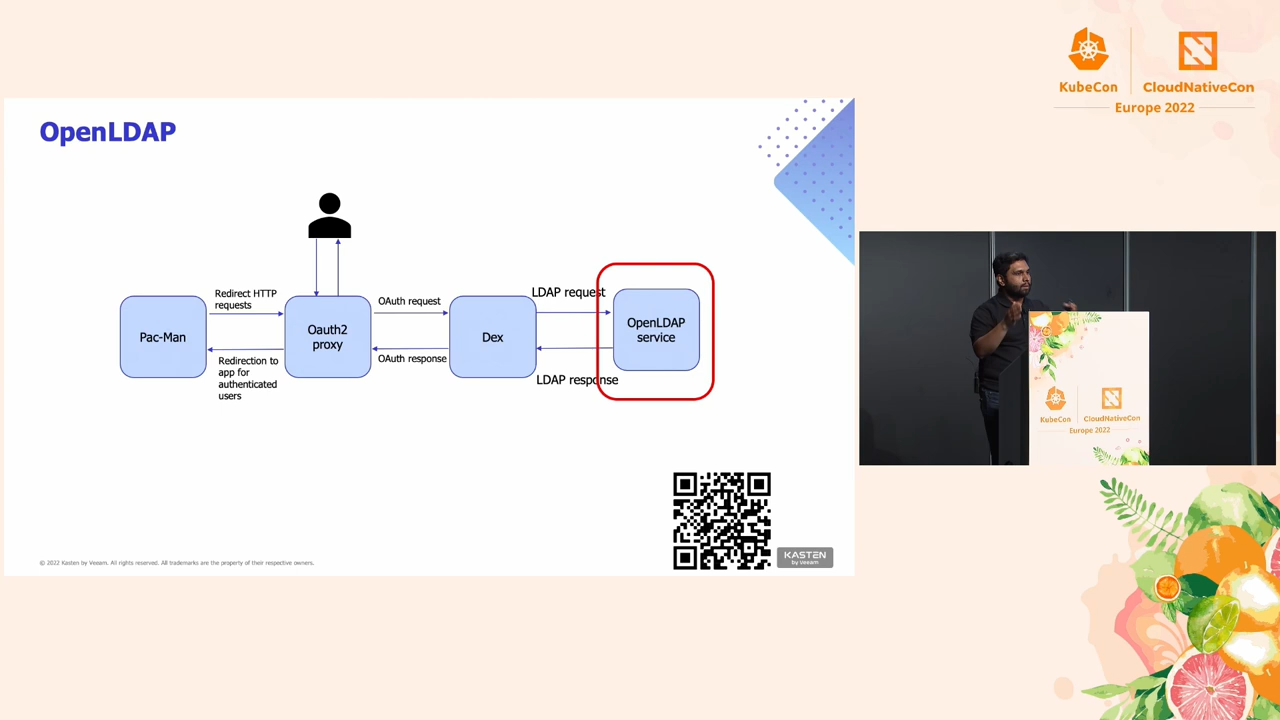 KubeCon
CloudNativeCon
Europe 2022
OpenLDAP
Redirect HTTP
requests
OAuth request
LDAP request
Pac-Man
Oauth2
proxy
Dex
OpenLDAP
service
Redirection to
app for
authenticated
users
OAuth response
LDAP response
© 2022 Kasten by Veeam. All rights reserved. All trademarks are the property of their respective owners.
KASTEN
by Veeam
KubeCon
CloudNativeCon
Europe 2022